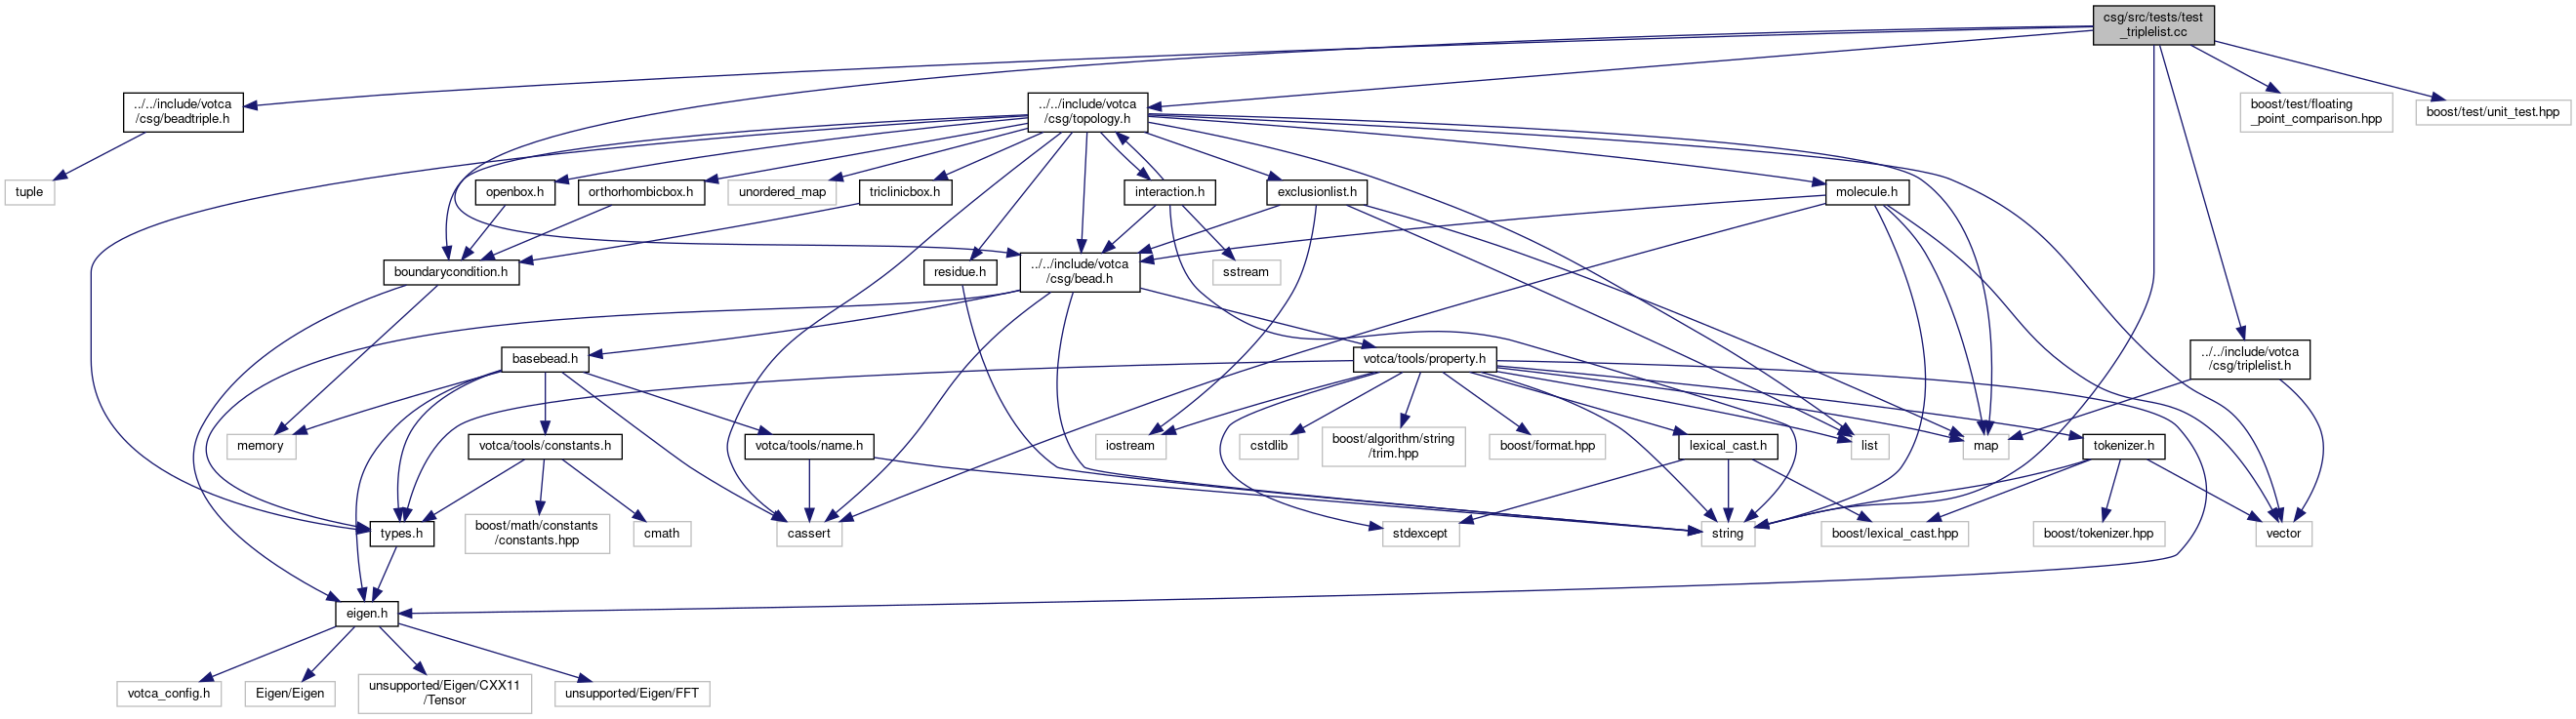 csg/src/tests/test
_triplelist.cc
../../include/votca
/csg/beadtriple.h
../../include/votca
/csg/topology.h
boost/test/floating
_point_comparison.hpp
boost/test/unit_test.hpp
tuple
openbox.h
orthorhombicbox.h
unordered_map
triclinicbox.h
interaction.h
exclusionlist.h
molecule.h
boundarycondition.h
residue.h
../../include/votca
/csg/bead.h
sstream
basebead.h
votca/tools/property.h
../../include/votca
/csg/triplelist.h
memory
votca/tools/constants.h
votca/tools/name.h
iostream
cstdlib
boost/algorithm/string
/trim.hpp
boost/format.hpp
lexical_cast.h
list
map
tokenizer.h
types.h
boost/math/constants
/constants.hpp
cmath
cassert
stdexcept
string
boost/lexical_cast.hpp
boost/tokenizer.hpp
vector
eigen.h
votca_config.h
Eigen/Eigen
unsupported/Eigen/CXX11
/Tensor
unsupported/Eigen/FFT